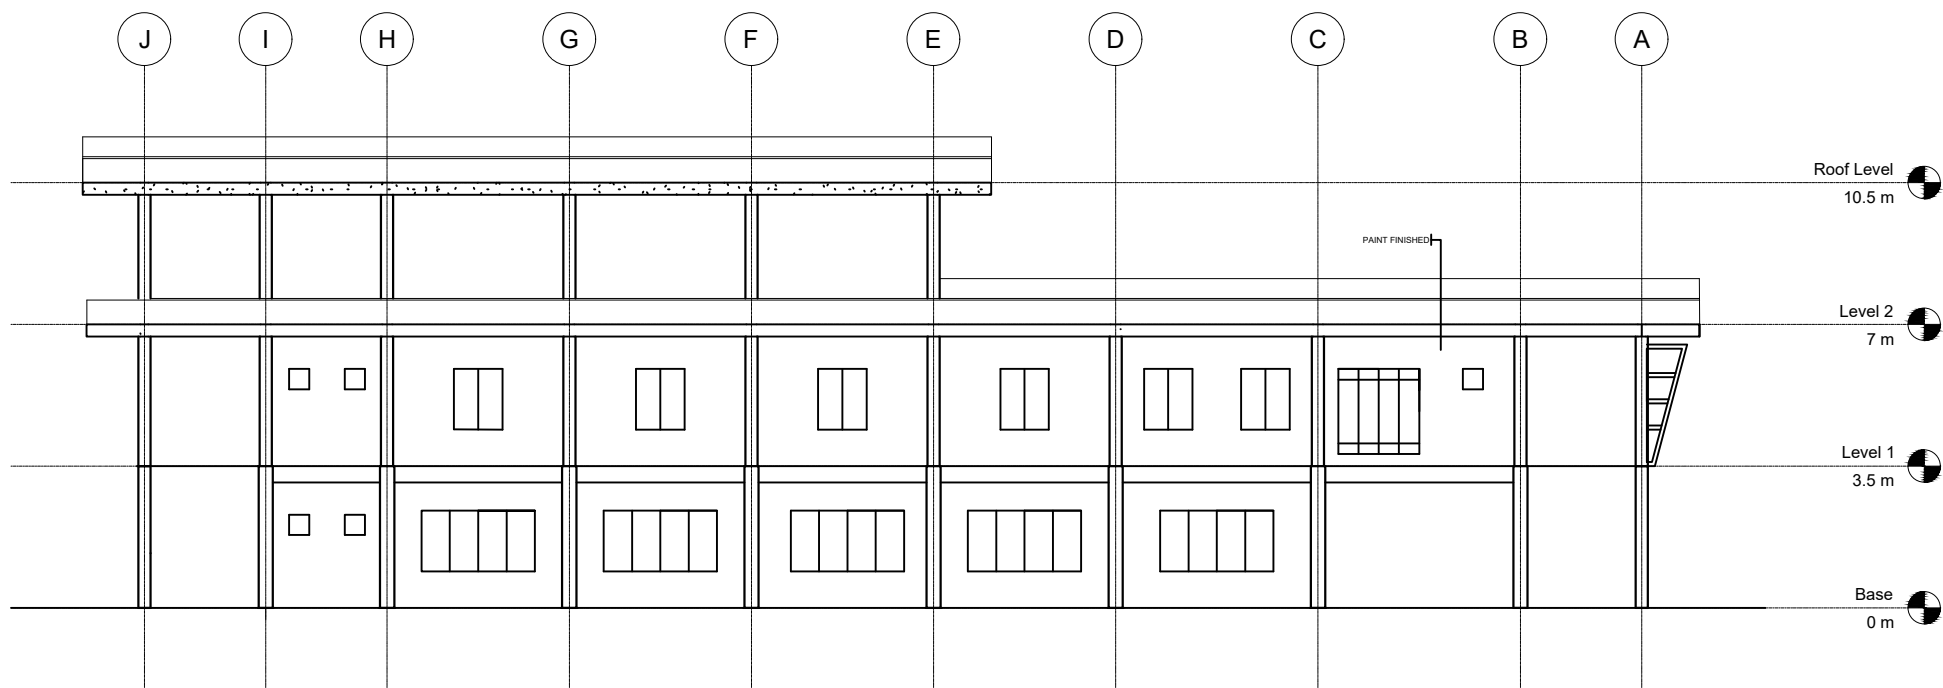 J I H G F E D C B A
Roof Level
10.5 m
PAINT FINISHED
Level 2
7 m
Level 1
3.5 m
Base
0 m